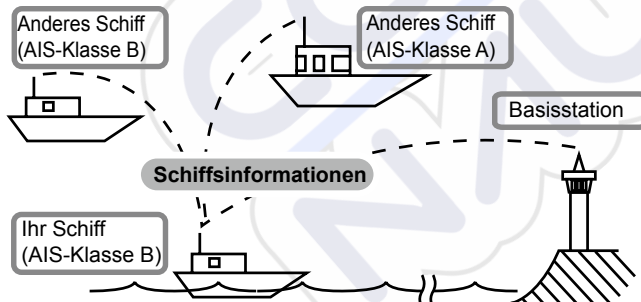 Anderes Schiff
(AIS-Klasse B)
Anderes Schiff
(AIS-Klasse A)
Basisstation
Schiffsinformationen
Ihr Schiff
(AIS-Klasse B)